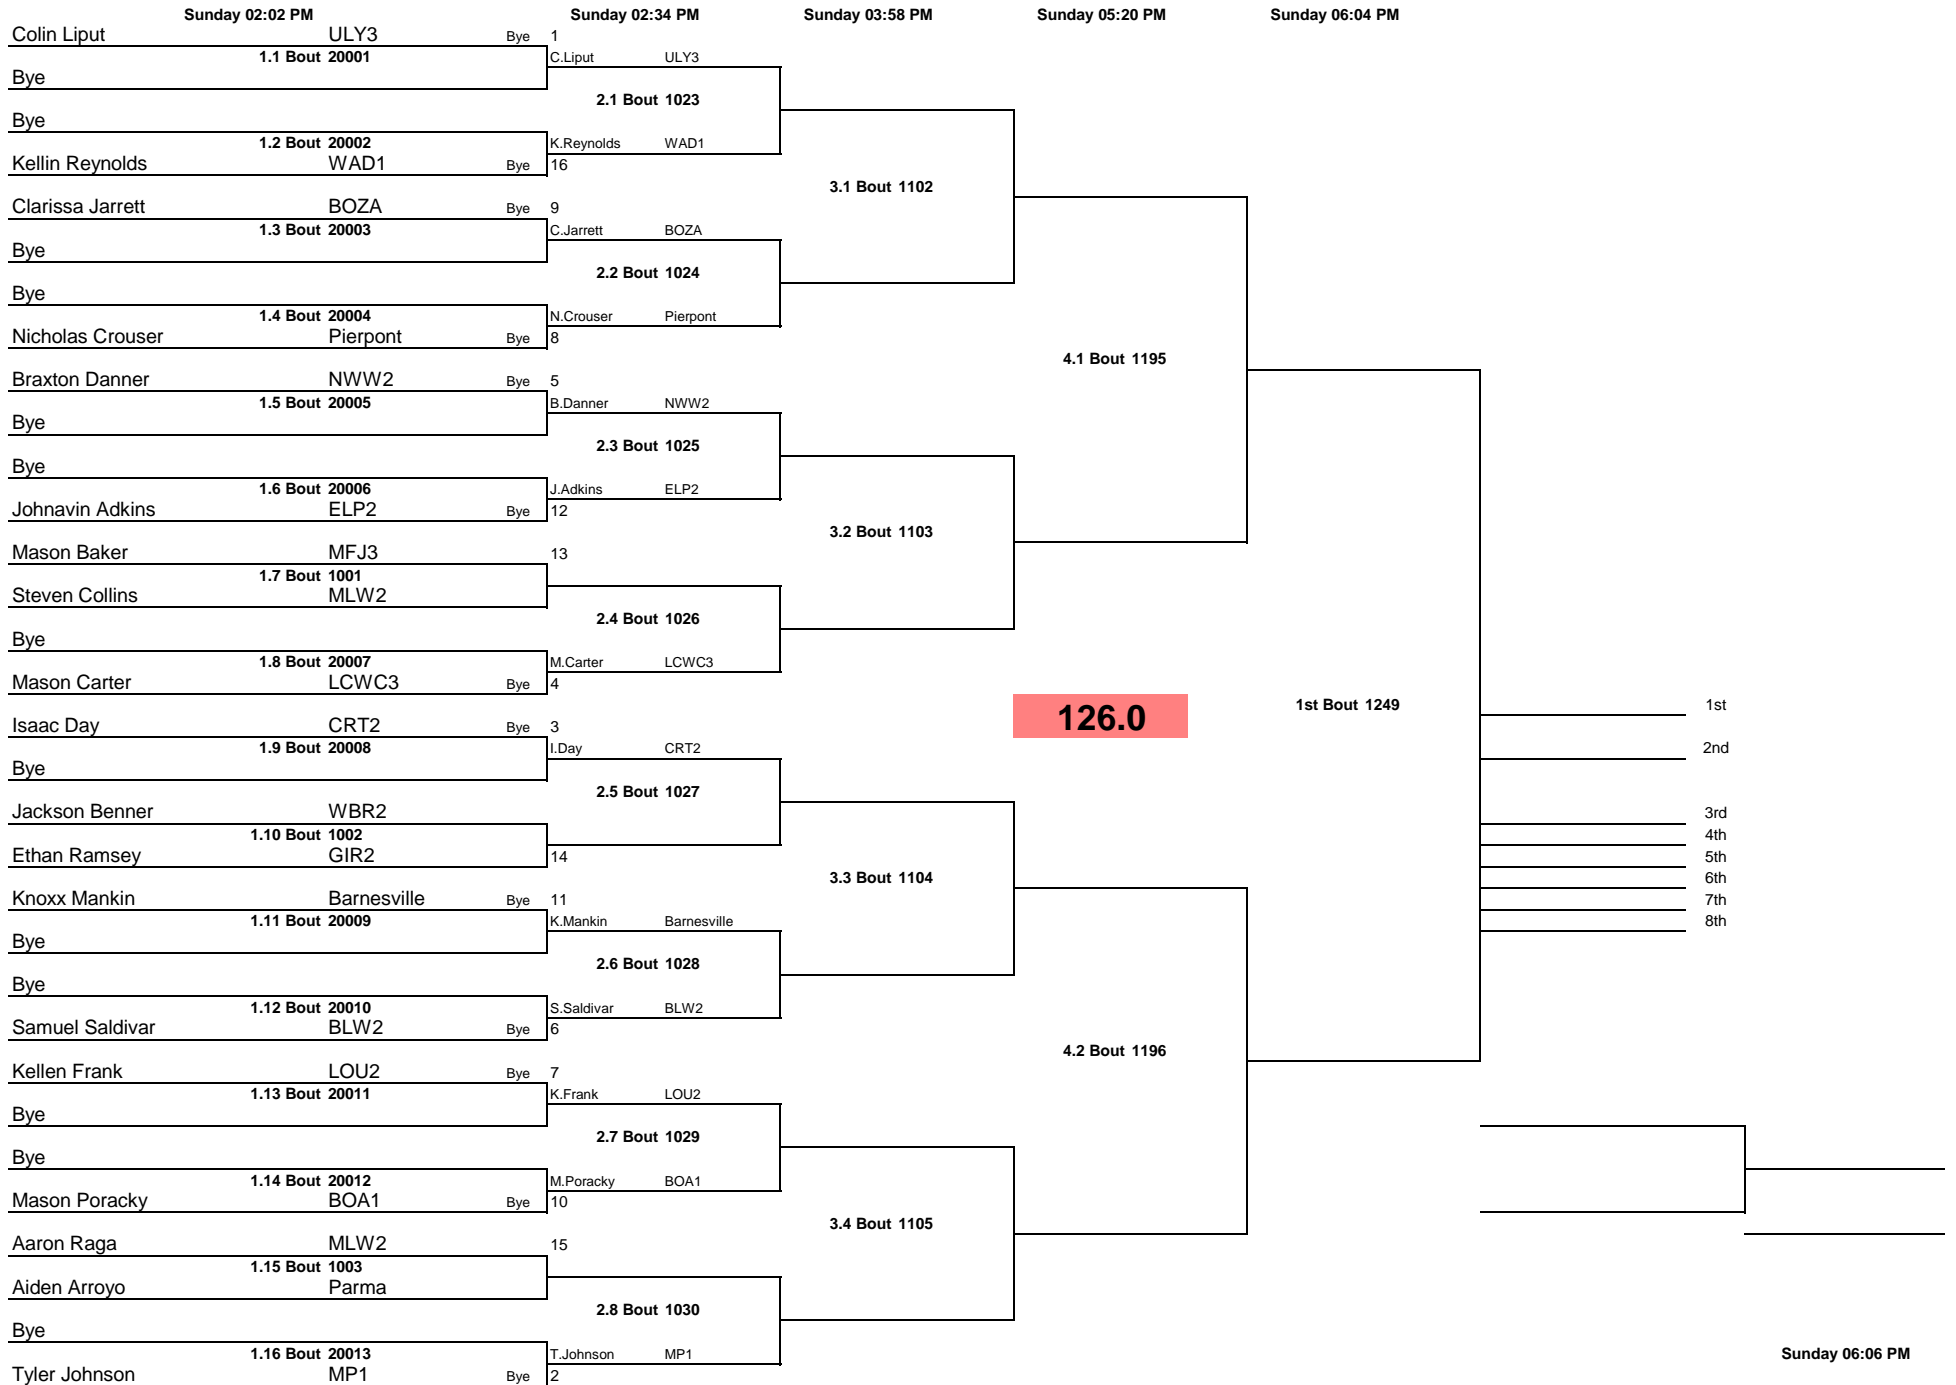 Sunday 02:02 PM Sunday 02:34 PM Sunday 03:58 PM Sunday 05:20 PM Sunday 06:04 PM
Colin Liput ULY3 Bye 1
1.1 Bout 20001 C.Liput ULY3
Bye
2.1 Bout 1023
Bye
1.2 Bout 20002 K.Reynolds WAD1
Kellin Reynolds WAD1 Bye 16
3.1 Bout 1102
Clarissa Jarrett BOZA Bye 9
1.3 Bout 20003 C.Jarrett BOZA
Bye
2.2 Bout 1024
Bye
1.4 Bout 20004 N.Crouser Pierpont
Nicholas Crouser Pierpont Bye 8
4.1 Bout 1195
Braxton Danner NWW2 Bye 5
1.5 Bout 20005 B.Danner NWW2
Bye
2.3 Bout 1025
Bye
1.6 Bout 20006 J.Adkins ELP2
Johnavin Adkins ELP2 Bye 12
3.2 Bout 1103
Mason Baker MFJ3 13
1.7 Bout 1001
Steven Collins MLW2
2.4 Bout 1026
Bye
1.8 Bout 20007 M.Carter LCWC3
Mason Carter LCWC3 Bye 4
126.0 1st Bout 1249 1st
Isaac Day CRT2 Bye 3
1.9 Bout 20008 I.Day CRT2 2nd
Bye
2.5 Bout 1027
Jackson Benner WBR2 3rd
1.10 Bout 1002 4th
Ethan Ramsey GIR2 14 5th
3.3 Bout 1104 6th
Knoxx Mankin Barnesville Bye 11 7th
1.11 Bout 20009 K.Mankin Barnesville 8th
Bye
2.6 Bout 1028
Bye
1.12 Bout 20010 S.Saldivar BLW2
Samuel Saldivar BLW2 Bye 6
4.2 Bout 1196
Kellen Frank LOU2 Bye 7
1.13 Bout 20011 K.Frank LOU2
Bye
2.7 Bout 1029
Bye
1.14 Bout 20012 M.Poracky BOA1
Mason Poracky BOA1 Bye 10
3.4 Bout 1105
Aaron Raga MLW2 15
1.15 Bout 1003
Aiden Arroyo Parma
2.8 Bout 1030
Bye
1.16 Bout 20013 T.Johnson MP1 Sunday 06:06 PM
Tyler Johnson MP1 Bye 2